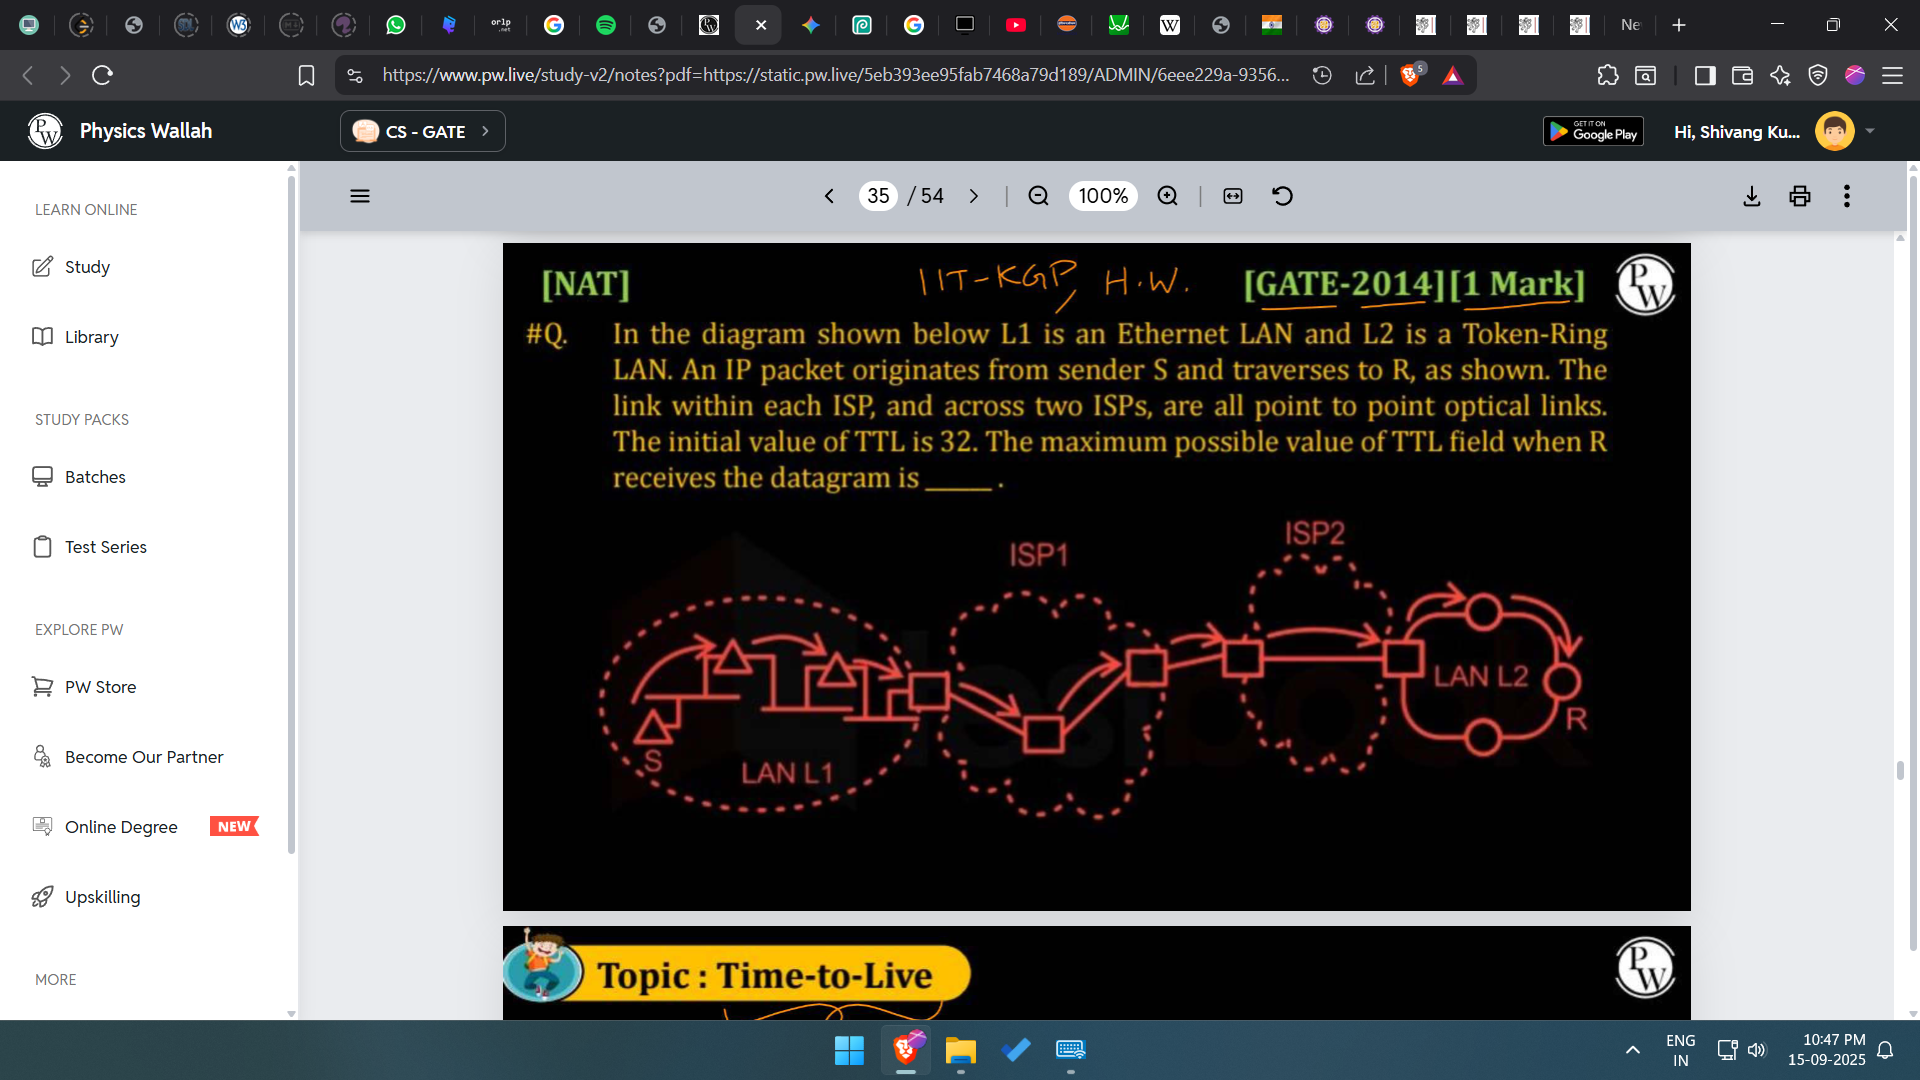 orlp
.net
Ne
https://www.pw.live/study-v2/notes?pdf=https://static.pw.live/5eb393ee95fab7468a79d189/ADMIN/6eee229a-9356...
5
Physics Wallah
CS - GATE
GET IT ON
Google Play
Hi, Shivang Ku...
35 / 54
100%
LEARN ONLINE
Study
Library
STUDY PACKS
Batches
Test Series
EXPLORE PW
PW Store
Become Our Partner
Online Degree NEW
Upskilling
MORE
[NAT] IIT-KGP, H.W. [GATE-2014][1 Mark]
#Q. In the diagram shown below L1 is an Ethernet LAN and L2 is a Token-Ring
LAN. An IP packet originates from sender S and traverses to R, as shown. The
link within each ISP, and across two ISPs, are all point to point optical links.
The initial value of TTL is 32. The maximum possible value of TTL field when R
receives the datagram is ______ .
ISP1
ISP2
S
LAN L1
LAN L2
R
Topic : Time-to-Live
ENG
IN
10:47 PM
15-09-2025